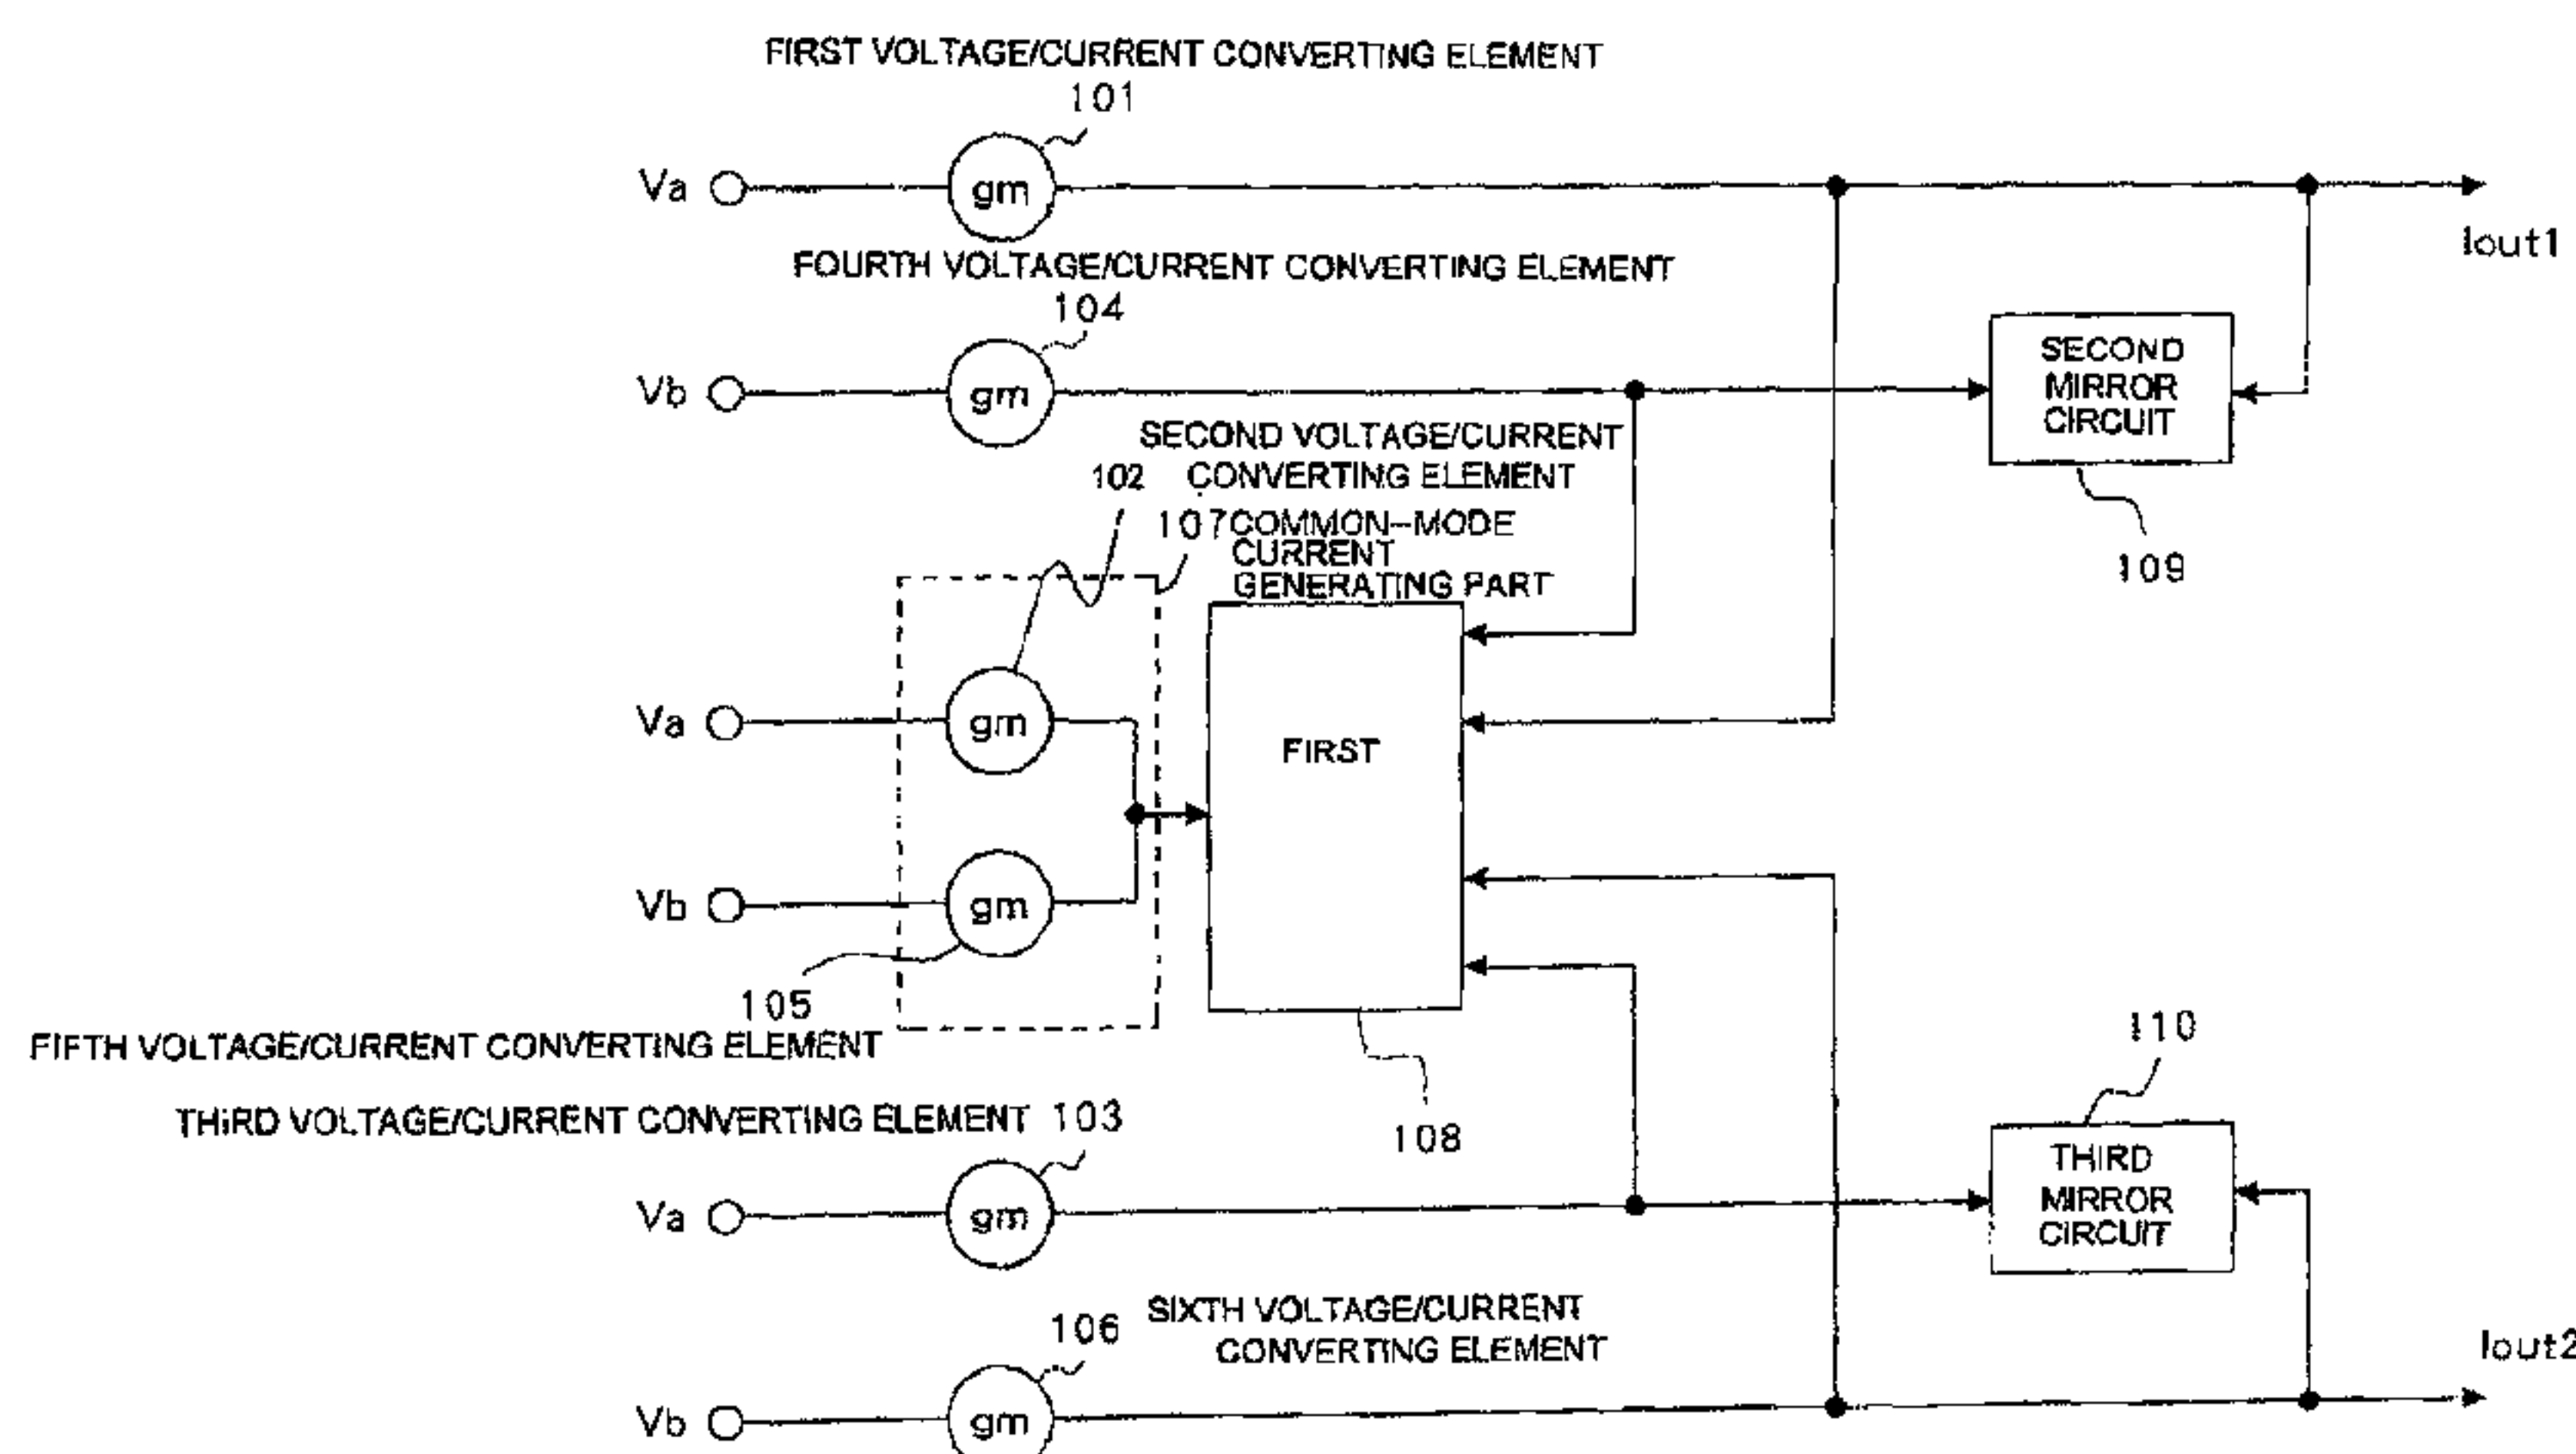 FIRST VOLTAGE/CURRENT CONVERTING ELEMENT
101
Va
gm
Iout1
FOURTH VOLTAGE/CURRENT CONVERTING ELEMENT
104
Vb
gm
SECOND
MIRROR
CIRCUIT
109
SECOND VOLTAGE/CURRENT
CONVERTING ELEMENT
102
107
COMMON-MODE
CURRENT
GENERATING PART
Va
gm
FIRST
Vb
gm
105
FIFTH VOLTAGE/CURRENT CONVERTING ELEMENT
108
110
THIRD VOLTAGE/CURRENT CONVERTING ELEMENT 103
Va
gm
THIRD
MIRROR
CIRCUIT
SIXTH VOLTAGE/CURRENT
CONVERTING ELEMENT
106
Vb
gm
Iout2